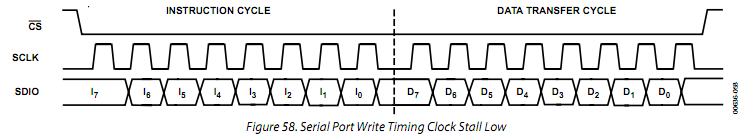 INSTRUCTION CYCLE DATA TRANSFER CYCLE
CS
SCLK
SDIO I7 I6 I5 I4 I3 I2 I1 I0 D7 D6 D5 D4 D3 D2 D1 D0
00636-058
Figure 58. Serial Port Write Timing Clock Stall Low